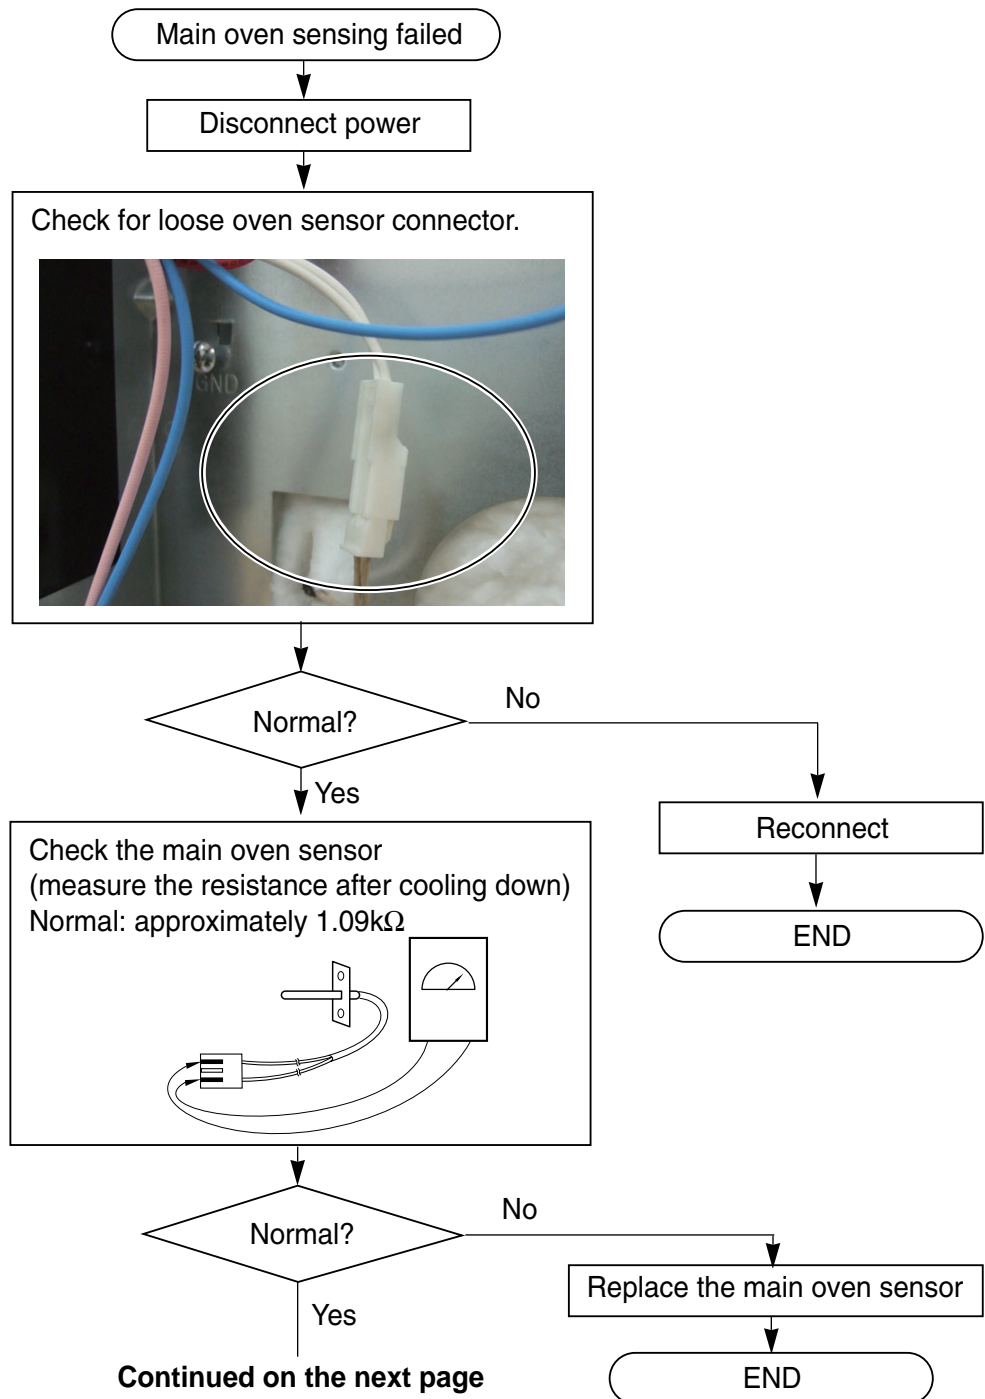 Main oven sensing failed
Disconnect power
Check for loose oven sensor connector.
GND
Normal?
No
Yes
Reconnect
END
Check the main oven sensor
(measure the resistance after cooling down)
Normal: approximately 1.09kΩ
Normal?
No
Yes
Replace the main oven sensor
END
Continued on the next page